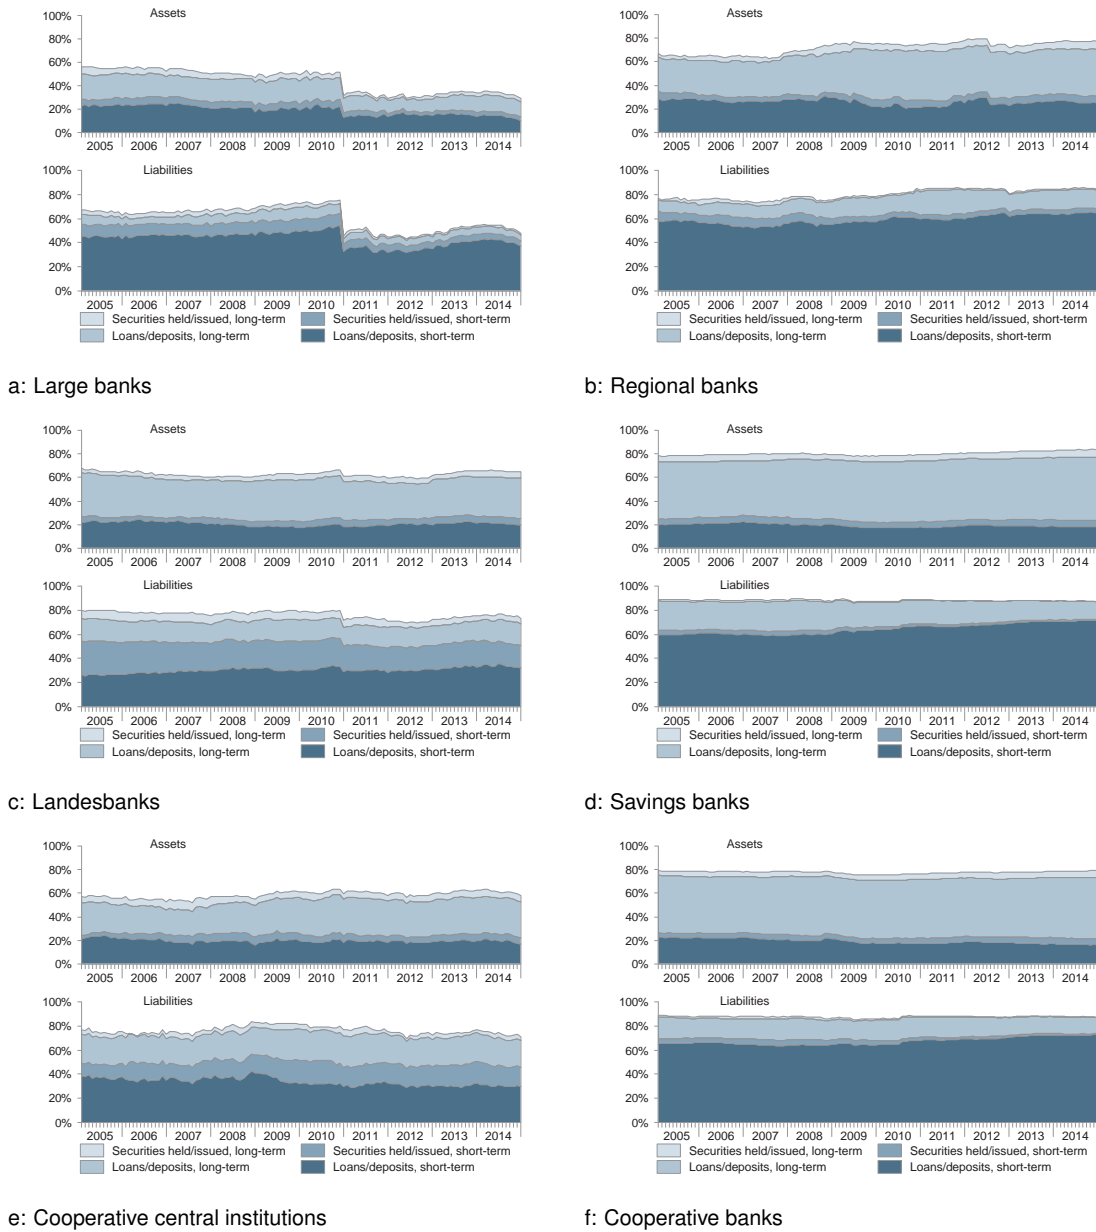 Assets
100%
80%
60%
40%
20%
0%
2005 2006 2007 2008 2009 2010 2011 2012 2013 2014
Liabilities
100%
80%
60%
40%
20%
0%
2005 2006 2007 2008 2009 2010 2011 2012 2013 2014
Securities held/issued, long-term Securities held/issued, short-term
Loans/deposits, long-term Loans/deposits, short-term
a: Large banks
Assets
100%
80%
60%
40%
20%
0%
2005 2006 2007 2008 2009 2010 2011 2012 2013 2014
Liabilities
100%
80%
60%
40%
20%
0%
2005 2006 2007 2008 2009 2010 2011 2012 2013 2014
Securities held/issued, long-term Securities held/issued, short-term
Loans/deposits, long-term Loans/deposits, short-term
b: Regional banks
Assets
100%
80%
60%
40%
20%
0%
2005 2006 2007 2008 2009 2010 2011 2012 2013 2014
Liabilities
100%
80%
60%
40%
20%
0%
2005 2006 2007 2008 2009 2010 2011 2012 2013 2014
Securities held/issued, long-term Securities held/issued, short-term
Loans/deposits, long-term Loans/deposits, short-term
c: Landesbanks
Assets
100%
80%
60%
40%
20%
0%
2005 2006 2007 2008 2009 2010 2011 2012 2013 2014
Liabilities
100%
80%
60%
40%
20%
0%
2005 2006 2007 2008 2009 2010 2011 2012 2013 2014
Securities held/issued, long-term Securities held/issued, short-term
Loans/deposits, long-term Loans/deposits, short-term
d: Savings banks
Assets
100%
80%
60%
40%
20%
0%
2005 2006 2007 2008 2009 2010 2011 2012 2013 2014
Liabilities
100%
80%
60%
40%
20%
0%
2005 2006 2007 2008 2009 2010 2011 2012 2013 2014
Securities held/issued, long-term Securities held/issued, short-term
Loans/deposits, long-term Loans/deposits, short-term
e: Cooperative central institutions
Assets
100%
80%
60%
40%
20%
0%
2005 2006 2007 2008 2009 2010 2011 2012 2013 2014
Liabilities
100%
80%
60%
40%
20%
0%
2005 2006 2007 2008 2009 2010 2011 2012 2013 2014
Securities held/issued, long-term Securities held/issued, short-term
Loans/deposits, long-term Loans/deposits, short-term
f: Cooperative banks